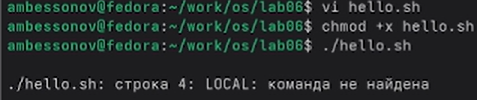 ambessonov@fedora:~/work/os/lab06$ vi hello.sh
ambessonov@fedora:~/work/os/lab06$ chmod +x hello.sh
ambessonov@fedora:~/work/os/lab06$ ./hello.sh
./hello.sh: строка 4: LOCAL: команда не найдена